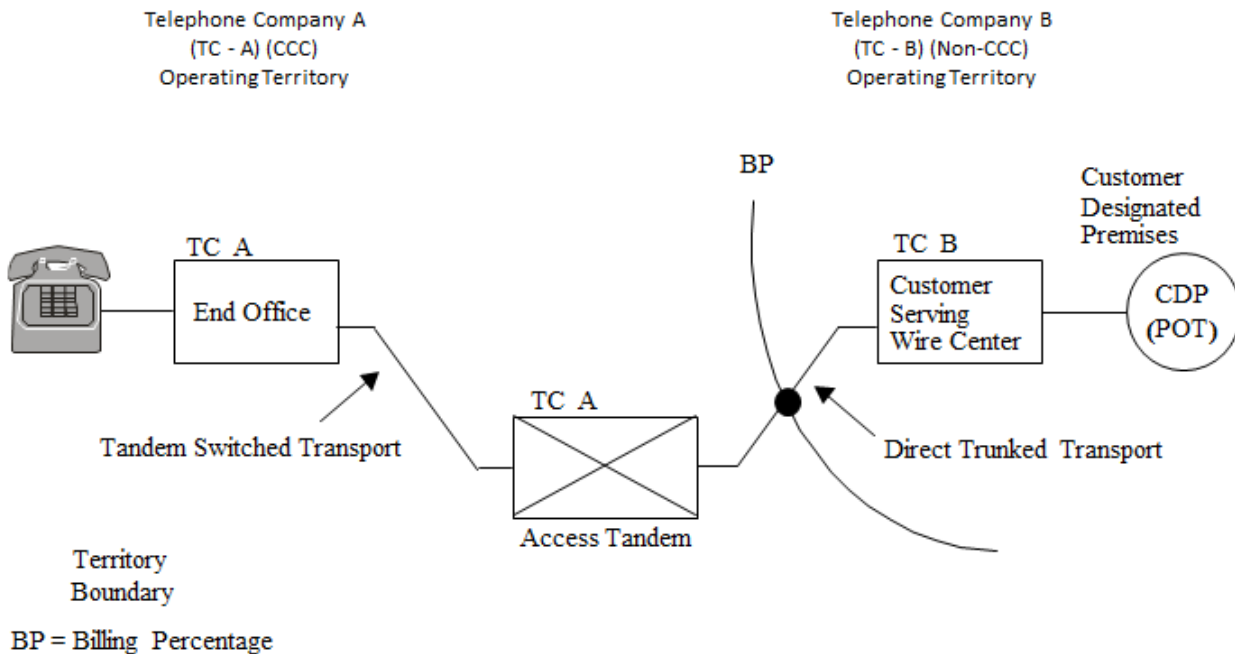 Telephone Company A
(TC - A) (CCC)
Operating Territory
Telephone Company B
(TC - B) (Non-CCC)
Operating Territory
BP
Customer
Designated
Premises
TC A
End Office
TC B
Customer
Serving
Wire Center
CDP
(POT)
TC A
Tandem Switched Transport
Direct Trunked Transport
Access Tandem
Territory
Boundary
BP = Billing Percentage